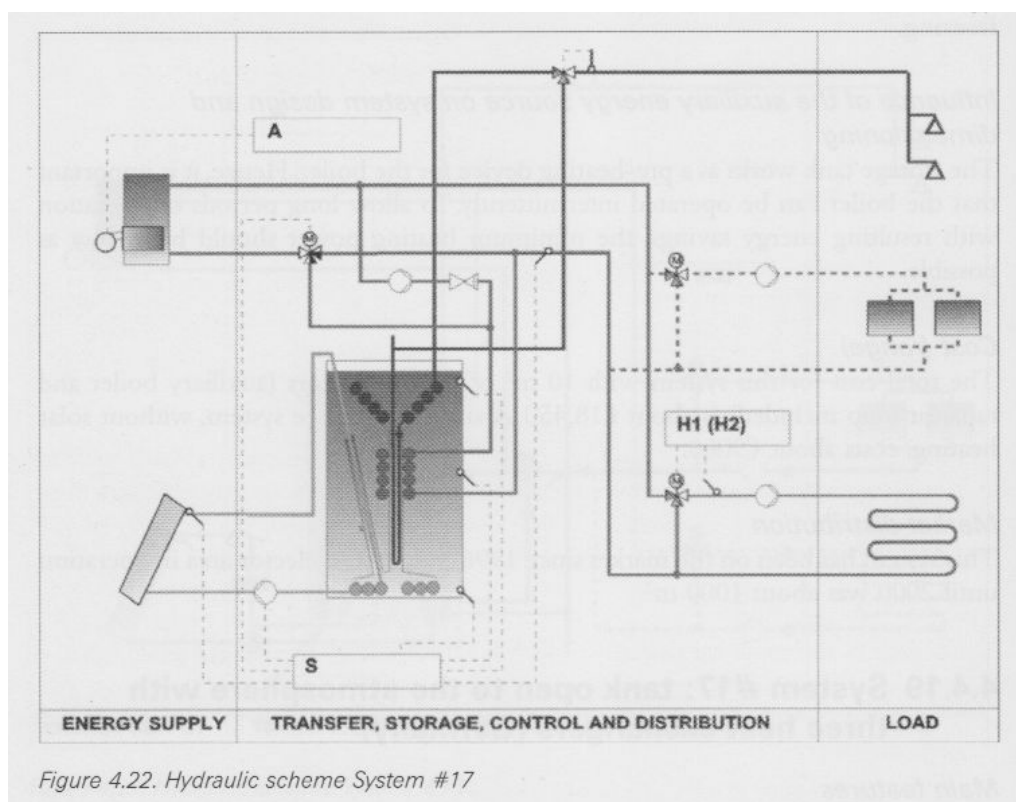 A
M
M
H1 (H2)
M
S
ENERGY SUPPLY
TRANSFER, STORAGE, CONTROL AND DISTRIBUTION
LOAD
Figure 4.22. Hydraulic scheme System #17